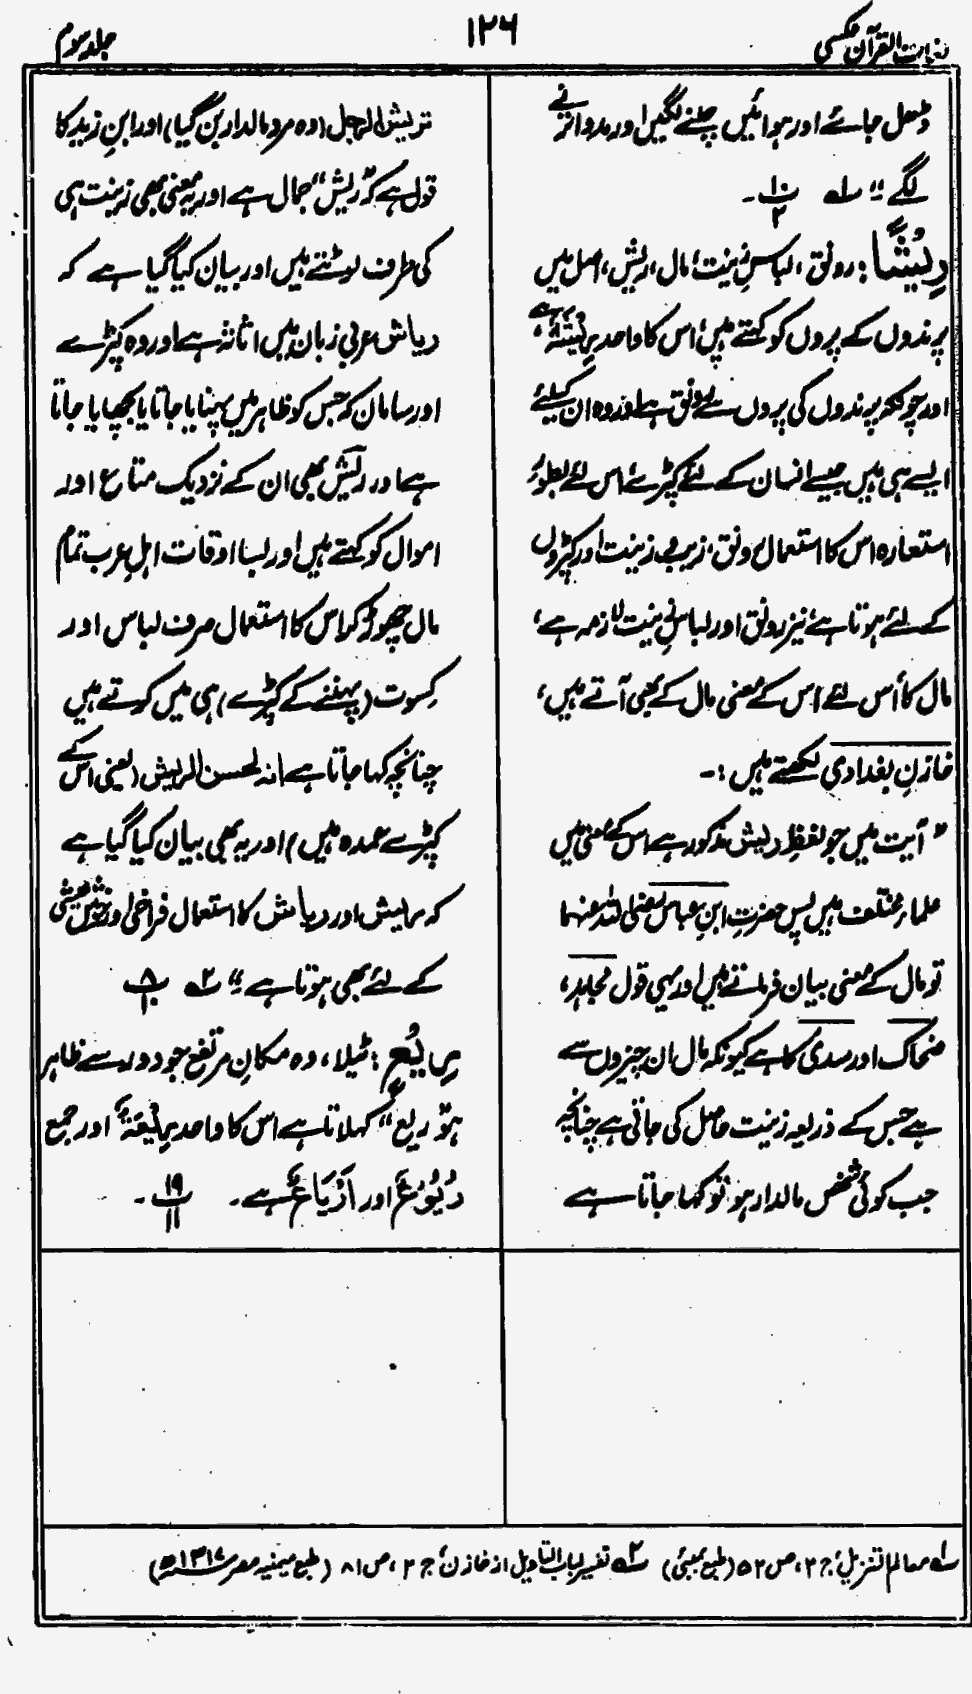 لغات القرآن عکسی
۱۲۶
جلد سوم
ڈھل جائے اور ہوائیں چلنے لگیں اور مدوا ترنے
لگے ؕ" لہ پ ۱۰/۲ ۔
رِيْشًا : رونق، لباسِ زینت، مال، ریش، اصل میں
پرندوں کے پروں کو کہتے ہیں، اس کا واحد رِیْشَۃٌ ہے
اور چونکہ پرندوں کی پروں سے رونق ہے اور وہ ان کیلئے
ایسے ہی ہیں جیسے انسان کے لئے کپڑے اس لئے بطور
استعارہ اس کا استعمال رونق، زیب و زینت اور کپڑوں
کے لئے ہوتا ہے، نیز رونق اور لباسِ زینت لازمہ ہے،
مال کا اس لئے اس کے معنی مال کے بھی آتے ہیں،
خازنِ بغدادی لکھتے ہیں :۔
" آیت میں جو لفظِ ریش مذکور ہے اس کے معنی میں
علماء مختلف ہیں پس حضرت ابنِ عباس رضی اللہ عنہما
تو مال کے معنی بیان فرماتے ہیں اور یہی قول مجاہد،
ضحاک اور سدی کا ہے کیونکہ مال ان چیزوں سے
ہے جس کے ذریعہ زینت حاصل کی جاتی ہے چنانچہ
جب کوئی شخص مالدار ہو تو کہا جاتا ہے
تریش الرجل (وہ مرد مالدار بن گیا) اور ابنِ زید کا
قول ہے کہ "ریش" جمال ہے اور یہ معنی بھی زینت ہی
کی طرف لوٹتے ہیں اور بیان کیا گیا ہے کہ
ریاش عربی زبان میں اثاثہ ہے اور وہ کپڑے
اور سامان کہ جس کو ظاہر میں پہنایا جاتا یا بچھایا جاتا
ہے اور ریش بھی ان کے نزدیک متاع اور
اموال کو کہتے ہیں اور بسا اوقات اہلِ عرب تمام
مال چھوڑ کر اس کا استعمال صرف لباس اور
کسوت (پہننے کے کپڑے) ہی میں کرتے ہیں
چنانچہ کہا جاتا ہے انہ لحسن الریش (یعنی اس کے
کپڑے عمدہ ہیں) اور یہ بھی بیان کیا گیا ہے
کہ ریش اور ریاش کا استعمال فراخی اور خوش عیشی
کے لئے بھی ہوتا ہے ؕ" ۲ہ پ ۸/۱۰
رِيْعٍ : ٹیلا، وہ مکانِ مرتفع جو دور سے ظاہر
ہو "ریع" کہلاتا ہے اس کا واحد رِیْعَۃٌ اور جمع
رُیُوْعٌ اور اَرْیَاعٌ ہے۔ پ ۱۹/۱۱ ۔
لہ معالم التنزیل، ج ۲، ص ۵۲ (طبع بمبئی) ۲ہ تفسیر لباب التاویل از خازن، ج ۲، ص ۸۱ (طبع میمنیہ مصر ۱۳۱۷ھ)